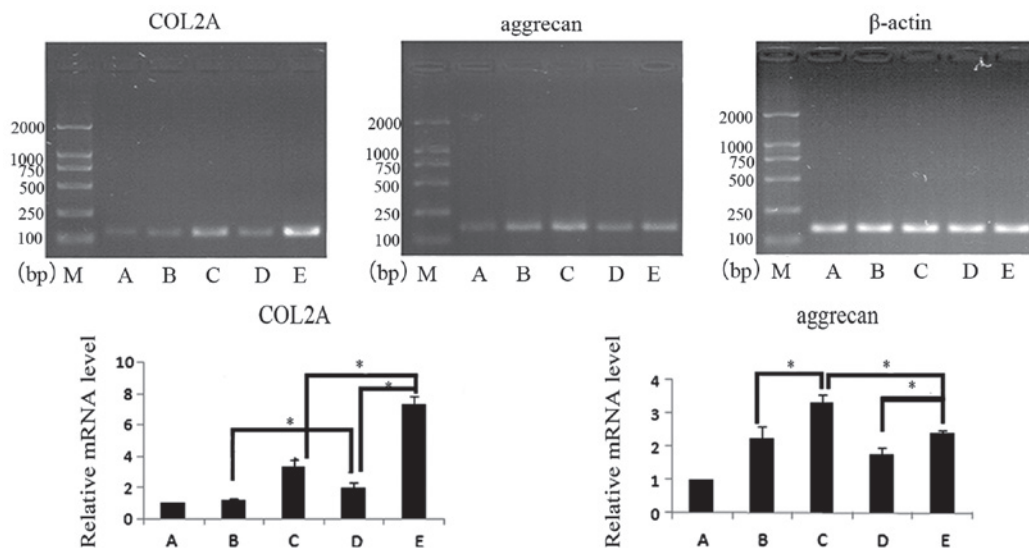 COL2A
2000
1000
750
500
250
100
(bp) M A B C D E
aggrecan
2000
1000
750
500
250
100
(bp) M A B C D E
β-actin
2000
1000
750
500
250
100
(bp) M A B C D E
COL2A
Relative mRNA level
10
8
6
4
2
0
* * *
A B C D E
aggrecan
Relative mRNA level
4
3
2
1
0
* * *
A B C D E